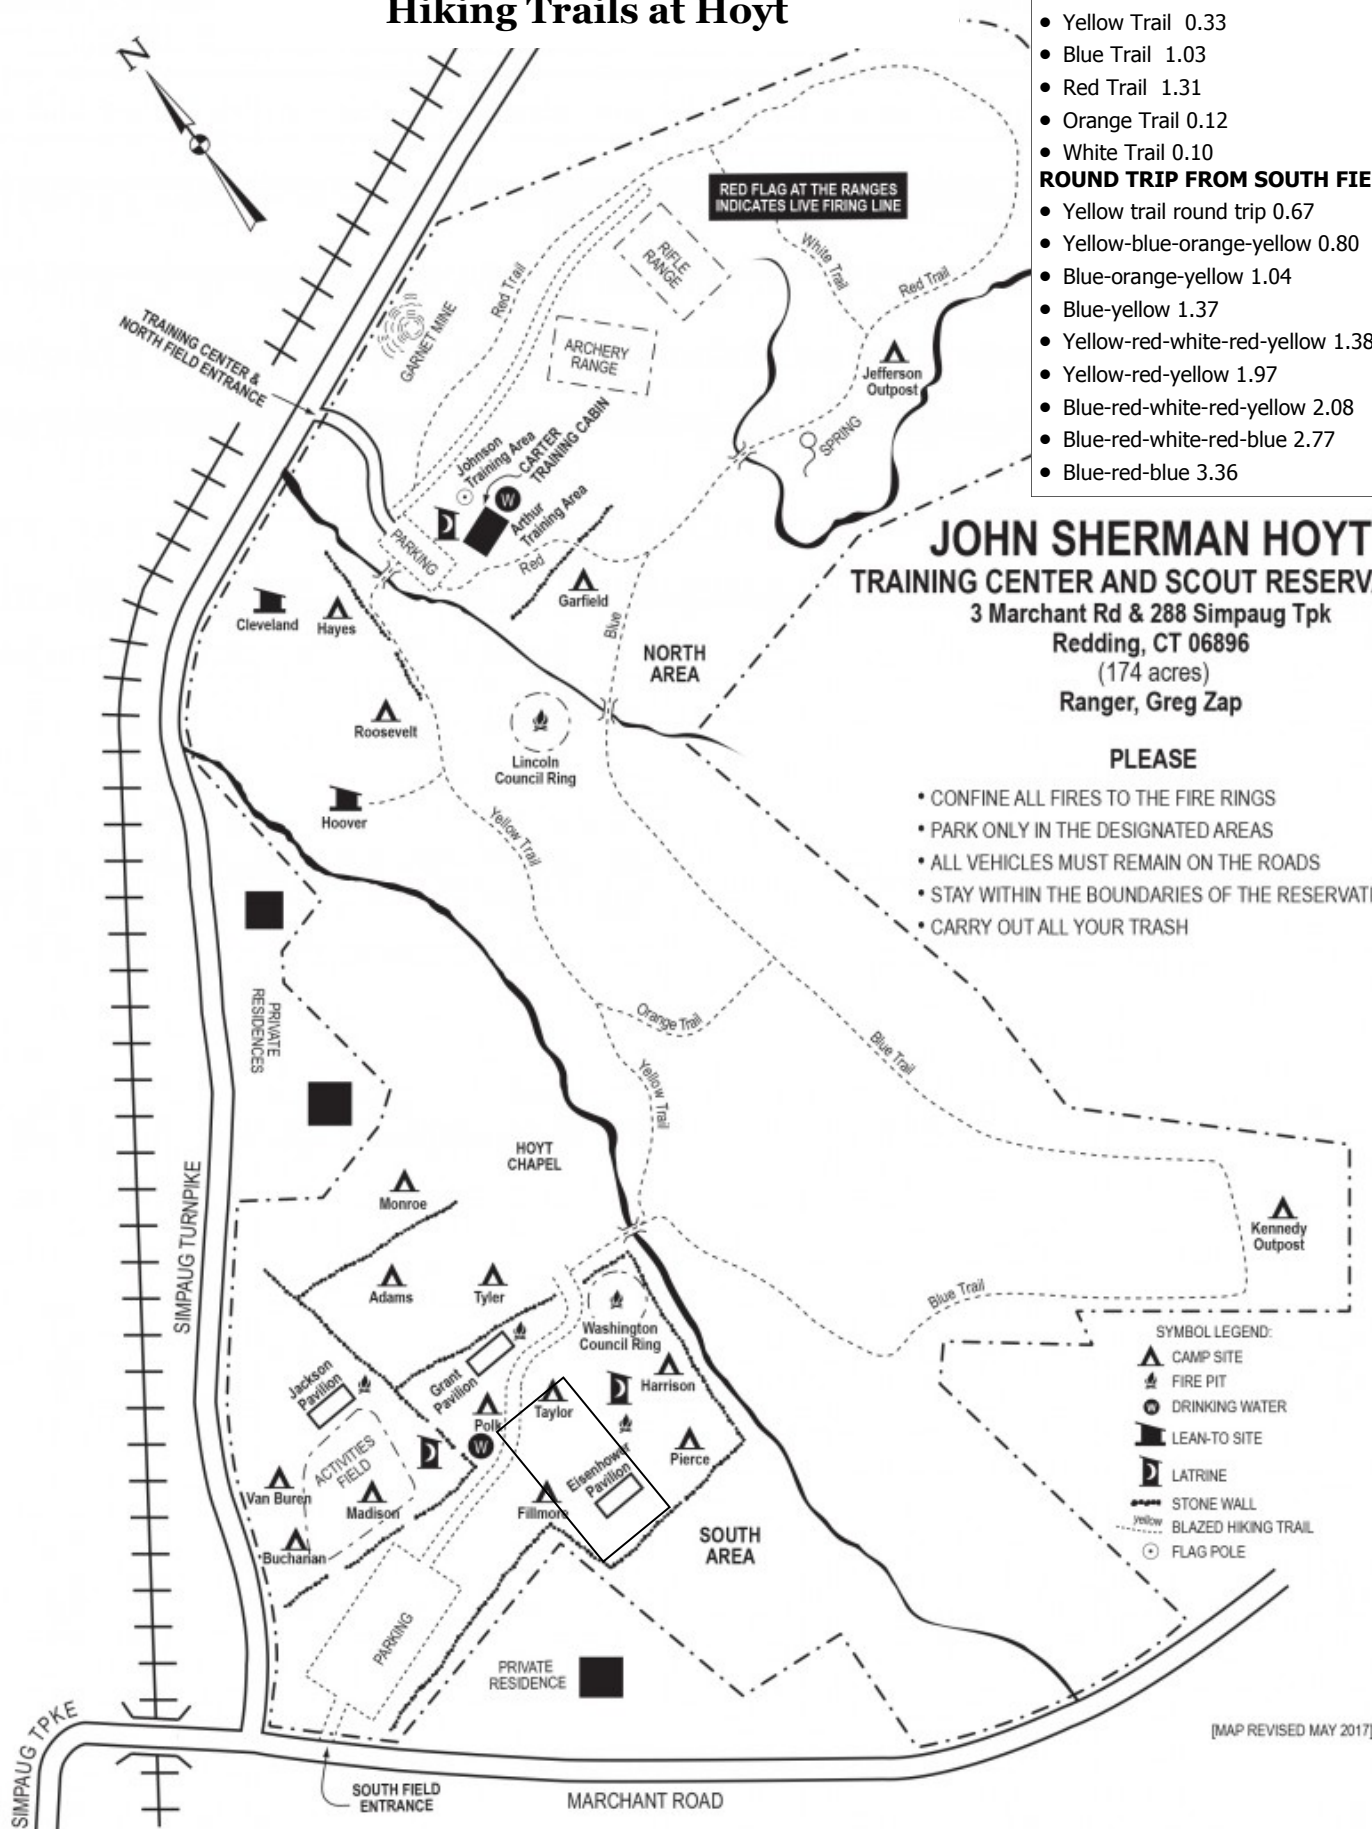 Hiking Trails at Hoyt
• Yellow Trail 0.33
• Blue Trail 1.03
• Red Trail 1.31
• Orange Trail 0.12
• White Trail 0.10
ROUND TRIP FROM SOUTH FIE
• Yellow trail round trip 0.67
• Yellow-blue-orange-yellow 0.80
• Blue-orange-yellow 1.04
• Blue-yellow 1.37
• Yellow-red-white-red-yellow 1.38
• Yellow-red-yellow 1.97
• Blue-red-white-red-yellow 2.08
• Blue-red-white-red-blue 2.77
• Blue-red-blue 3.36
N
RED FLAG AT THE RANGES
INDICATES LIVE FIRING LINE
RIFLE
RANGE
White Trail
Red Trail
Red Trail
GARNET MINE
ARCHERY
RANGE
TRAINING CENTER &
NORTH FIELD ENTRANCE
Jefferson
Outpost
SPRING
Johnson
Training Area
CARTER
TRAINING CABIN
W
Arthur
Training Area
PARKING
Red
Garfield
Blue
Cleveland
Hayes
NORTH
AREA
Roosevelt
Lincoln
Council Ring
Hoover
Yellow Trail
JOHN SHERMAN HOYT
TRAINING CENTER AND SCOUT RESERV
3 Marchant Rd & 288 Simpaug Tpk
Redding, CT 06896
(174 acres)
Ranger, Greg Zap
PLEASE
• CONFINE ALL FIRES TO THE FIRE RINGS
• PARK ONLY IN THE DESIGNATED AREAS
• ALL VEHICLES MUST REMAIN ON THE ROADS
• STAY WITHIN THE BOUNDARIES OF THE RESERVATI
• CARRY OUT ALL YOUR TRASH
PRIVATE
RESIDENCES
Orange Trail
Blue Trail
Yellow Trail
HOYT
CHAPEL
SIMPAUG TURNPIKE
Monroe
Kennedy
Outpost
Adams
Tyler
Blue Trail
Washington
Council Ring
Jackson
Pavilion
Grant
Pavilion
Harrison
Polk
Taylor
W
ACTIVITIES
FIELD
Eisenhower
Pavilion
Pierce
Van Buren
Madison
Fillmore
Buchanan
SOUTH
AREA
PARKING
PRIVATE
RESIDENCE
SYMBOL LEGEND:
CAMP SITE
FIRE PIT
W DRINKING WATER
LEAN-TO SITE
LATRINE
STONE WALL
yellow BLAZED HIKING TRAIL
FLAG POLE
SIMPAUG TPKE
SOUTH FIELD
ENTRANCE
MARCHANT ROAD
[MAP REVISED MAY 2017]